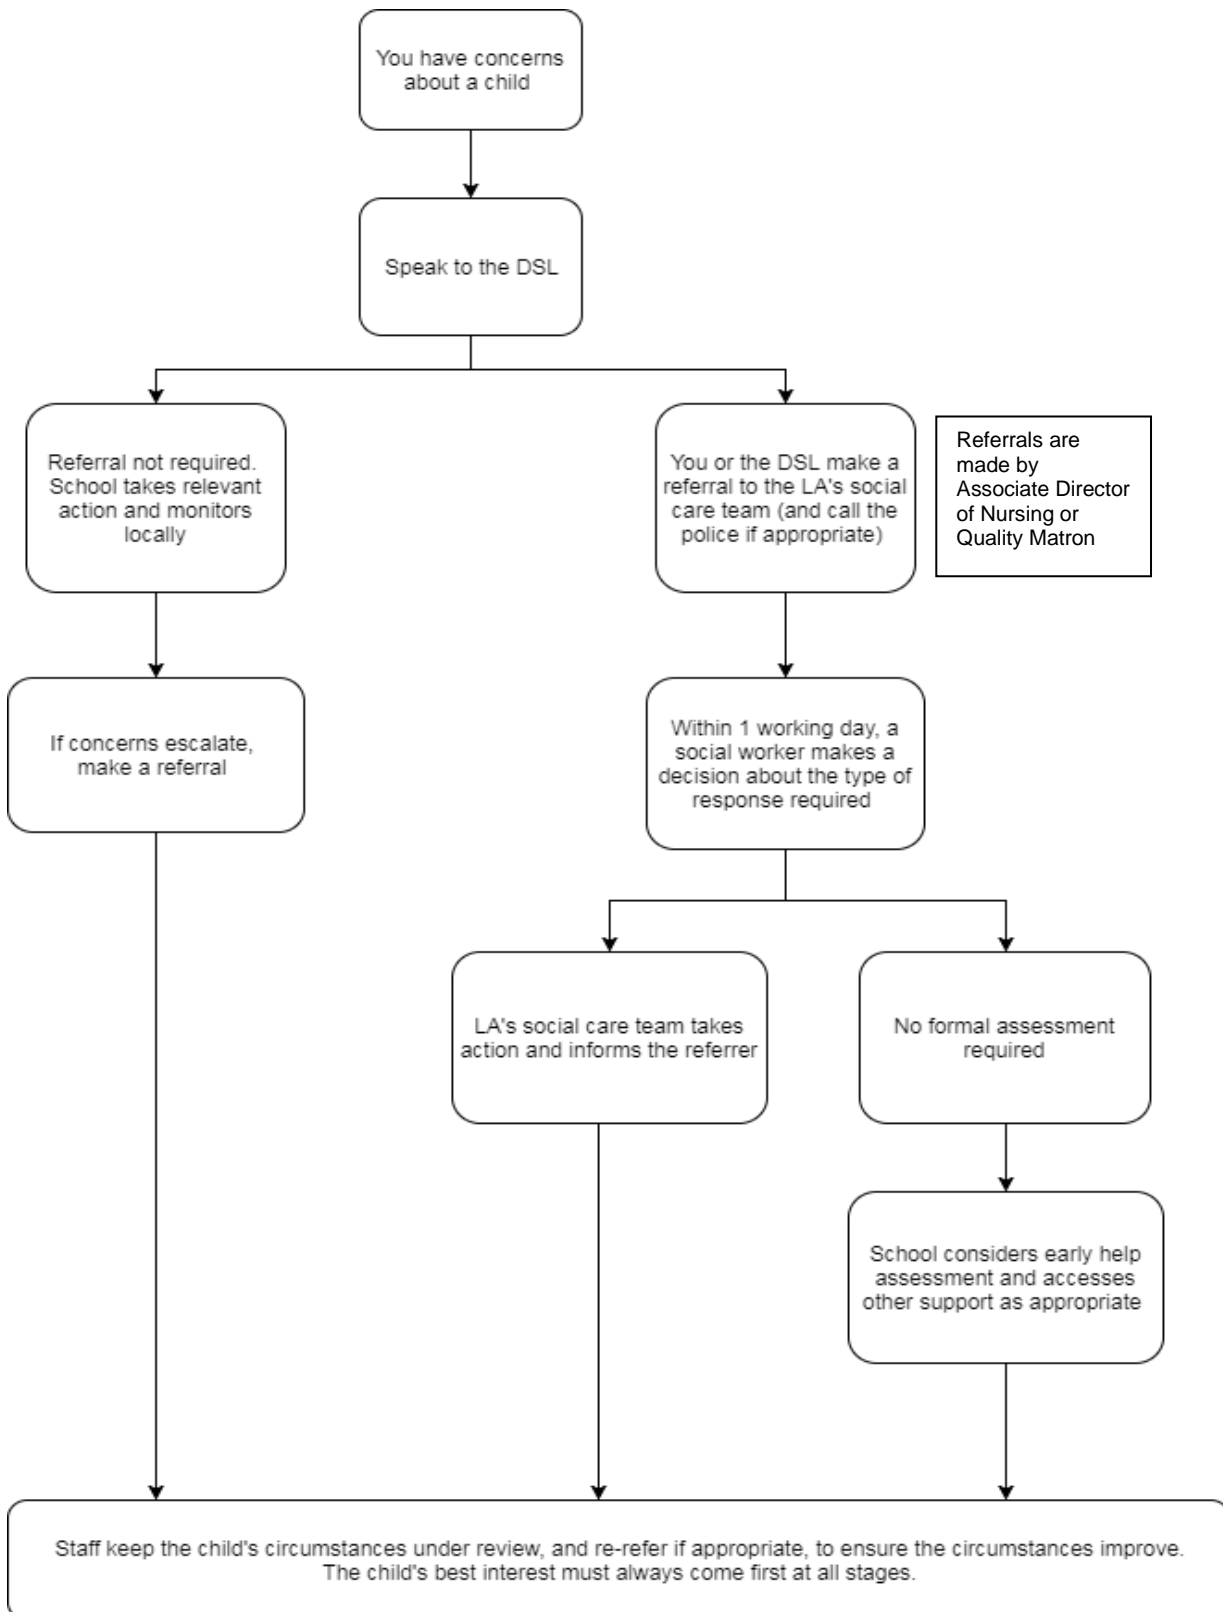 You have concerns
about a child
Speak to the DSL
Referral not required.
School takes relevant
action and monitors
locally
You or the DSL make a
referral to the LA's social
care team (and call the
police if appropriate)
Referrals are
made by
Associate Director
of Nursing or
Quality Matron
If concerns escalate,
make a referral
Within 1 working day, a
social worker makes a
decision about the type of
response required
LA's social care team takes
action and informs the referrer
No formal assessment
required
School considers early help
assessment and accesses
other support as appropriate
Staff keep the child's circumstances under review, and re-refer if appropriate, to ensure the circumstances improve.
The child's best interest must always come first at all stages.